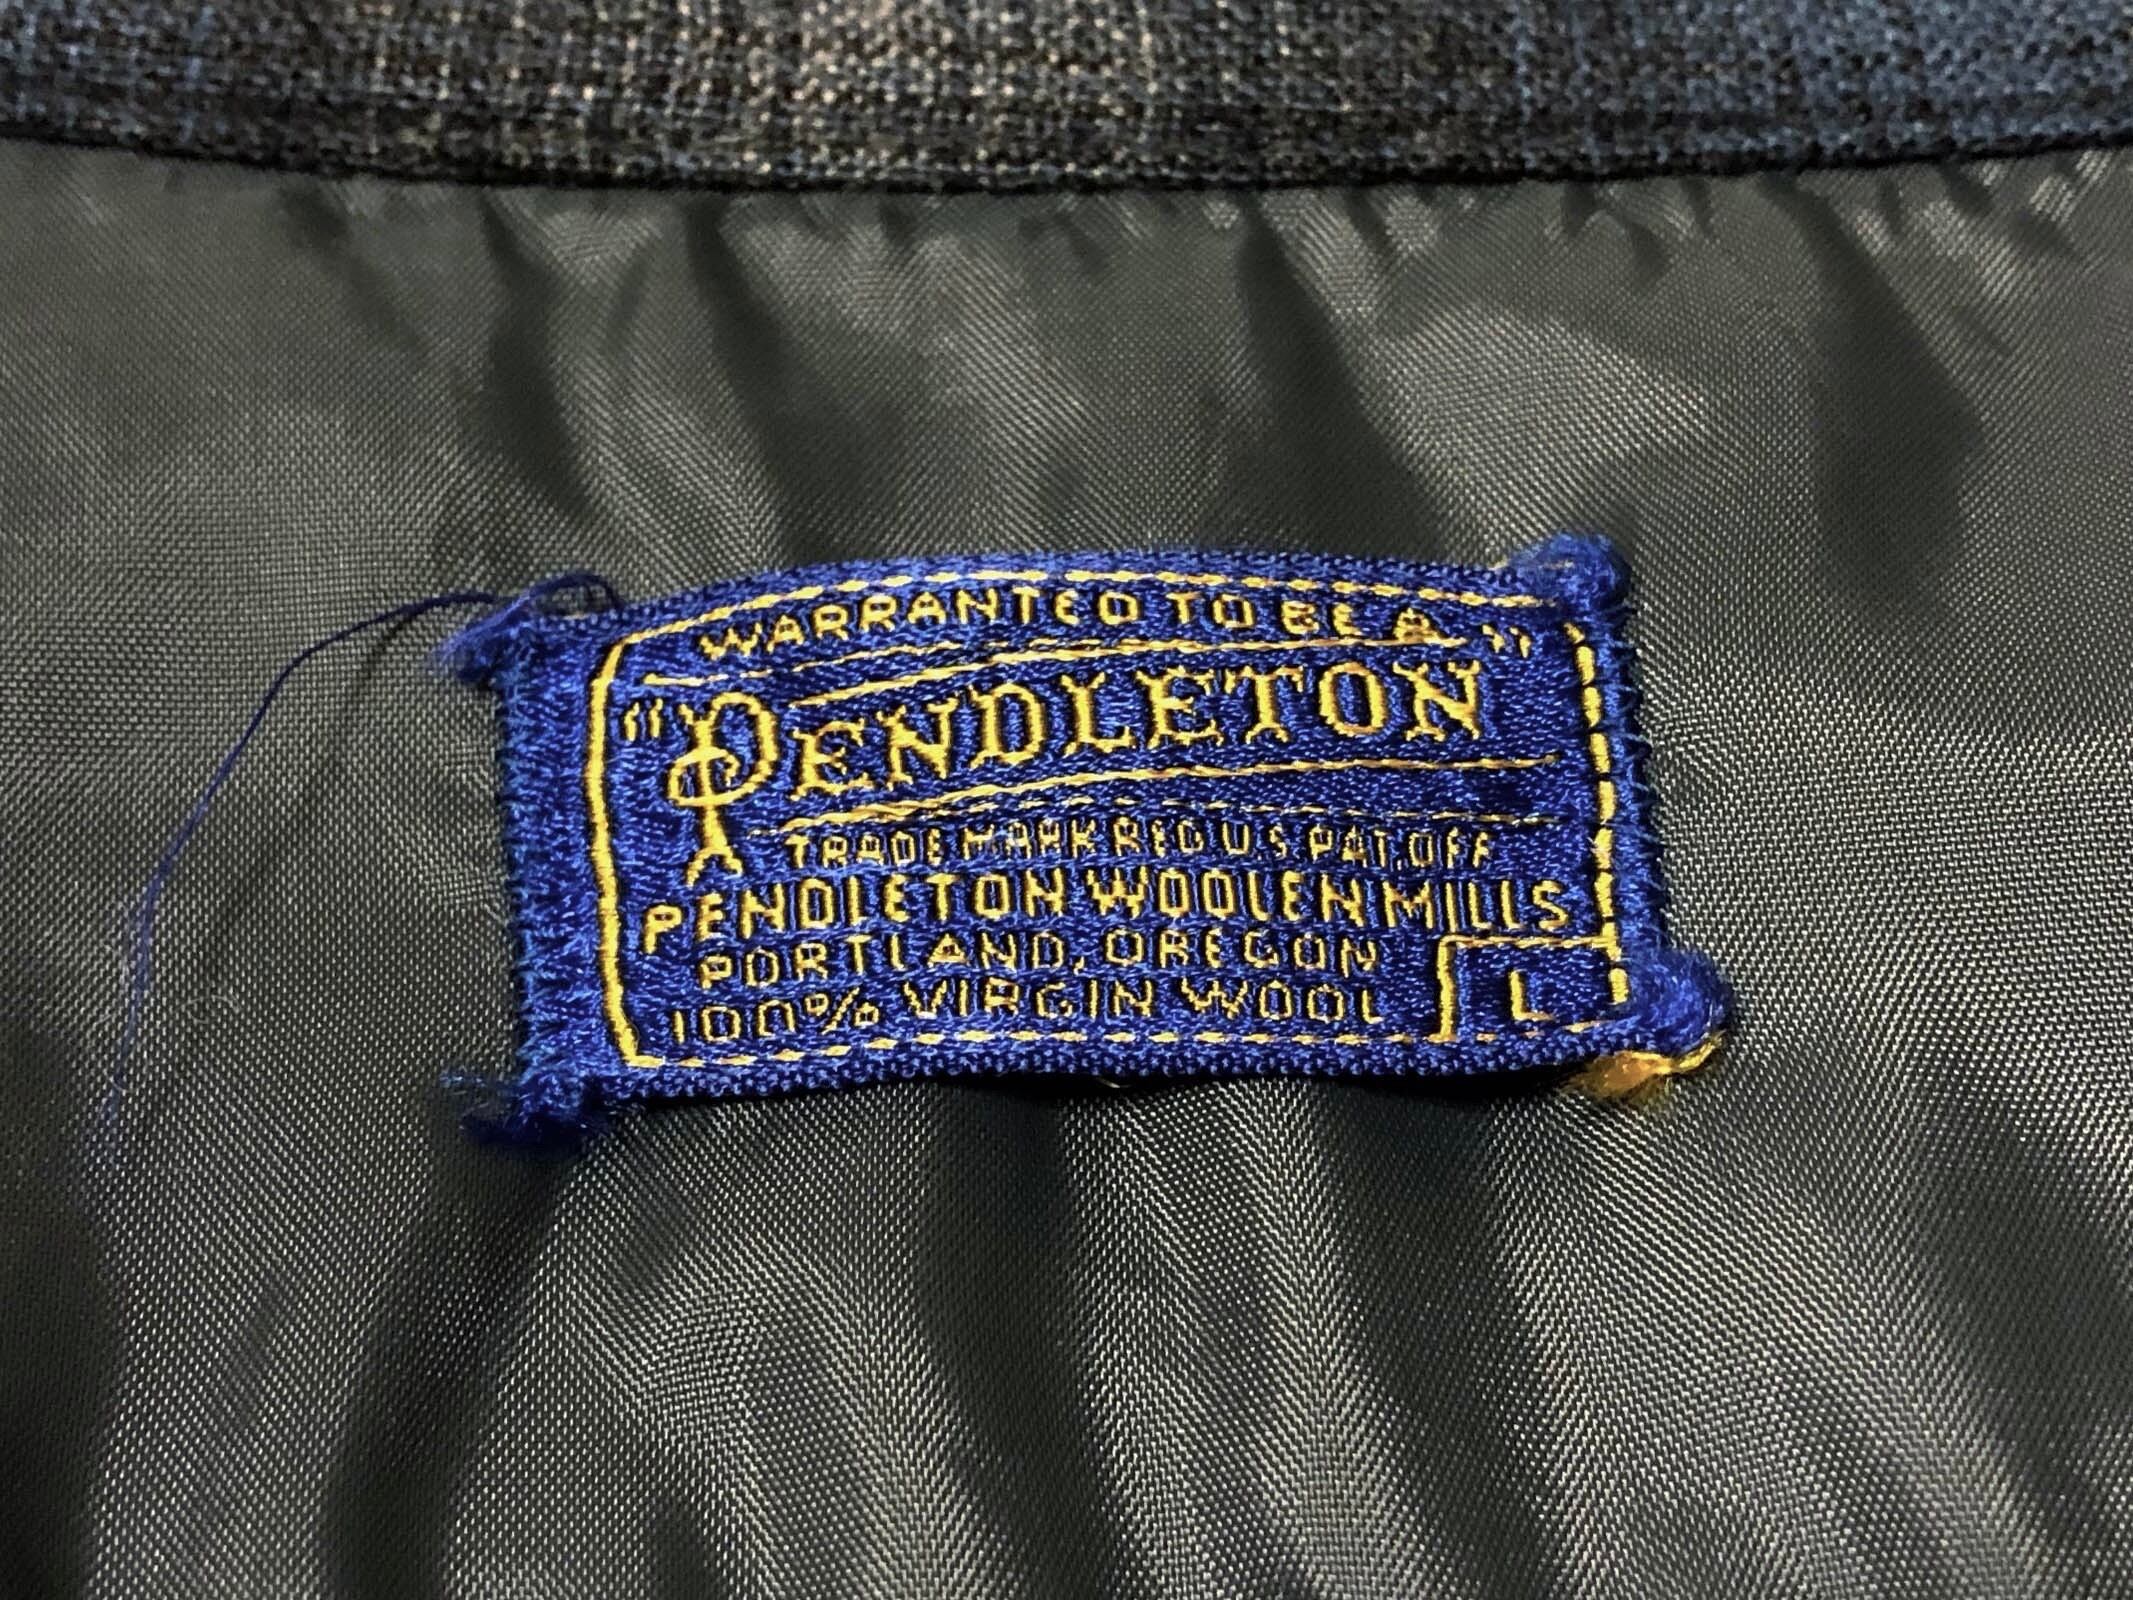 WARRANTED TO BE A
"PENDLETON"
TRADE MARK REG U.S. PAT. OFF
PENDLETON WOOLEN MILLS
PORTLAND, OREGON
100% VIRGIN WOOL
L